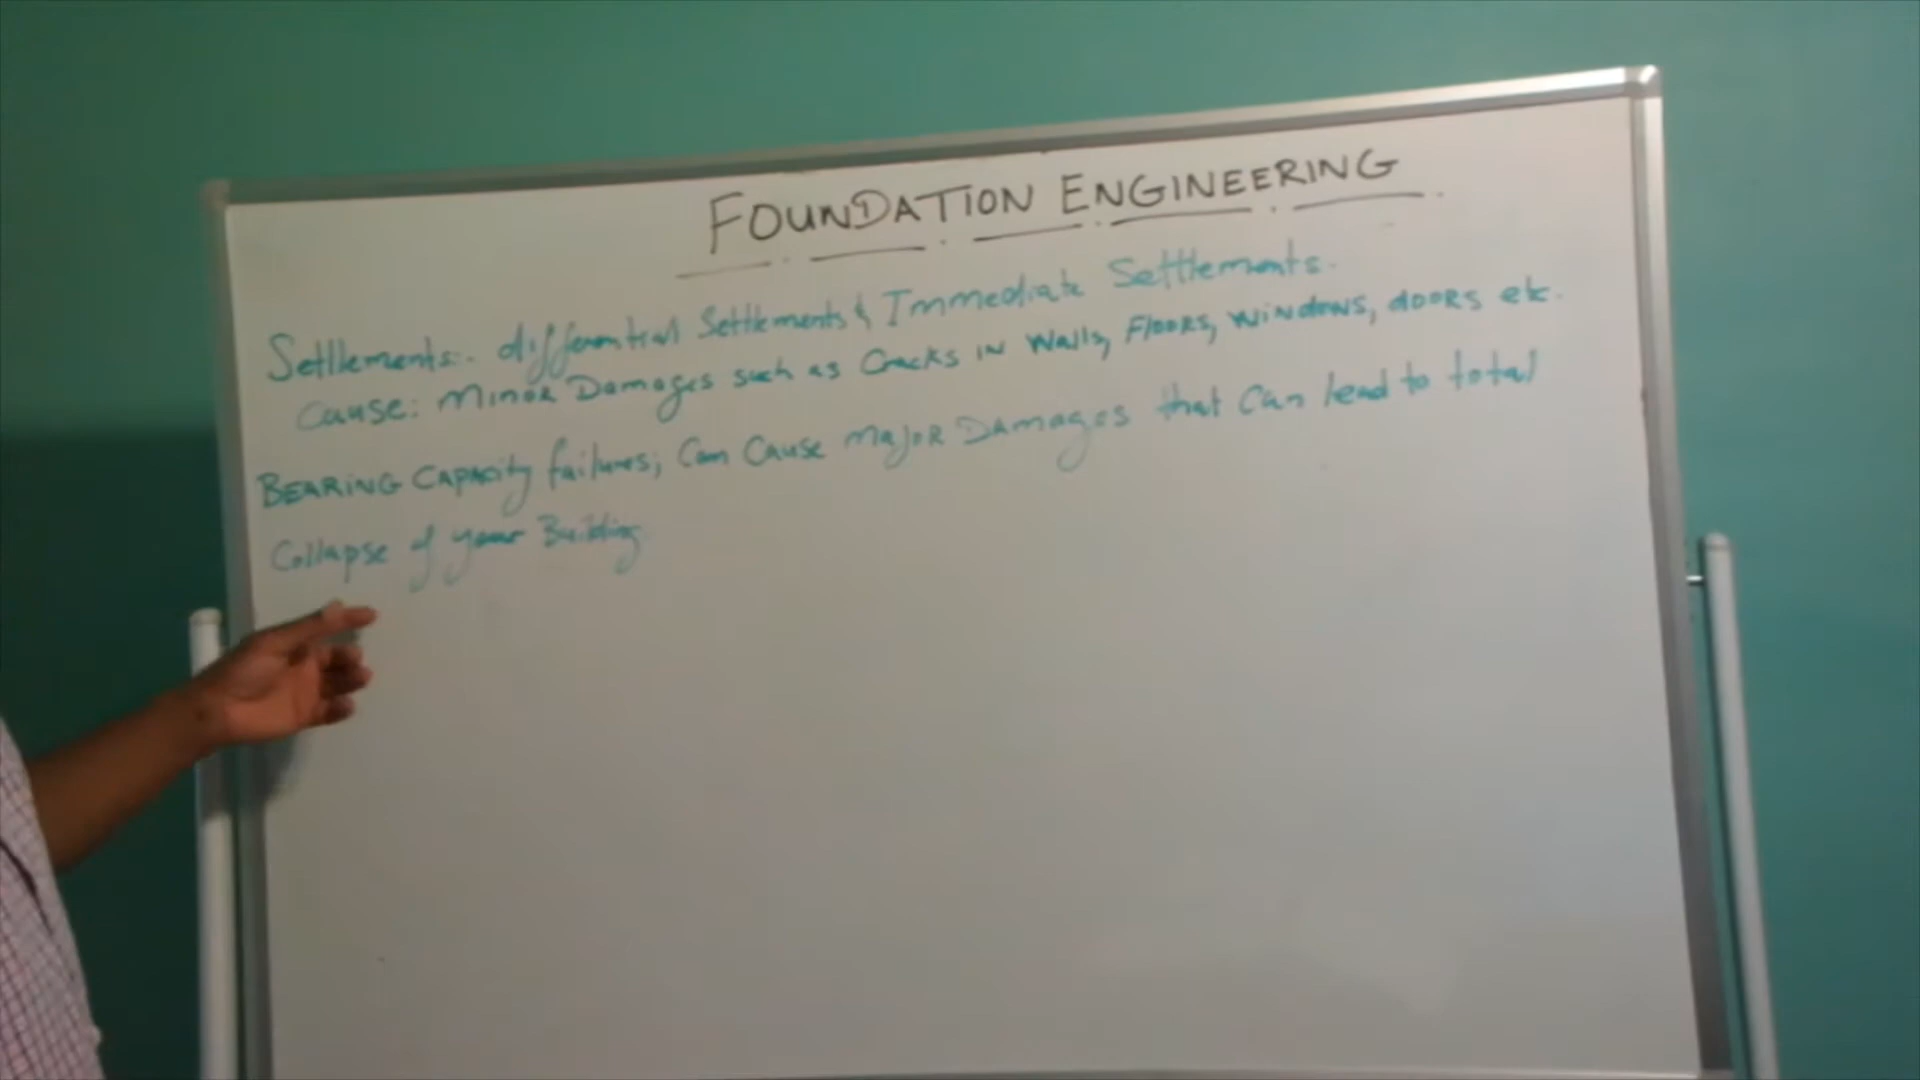 FOUNDATION ENGINEERING
Setllements:- differential Settlements & Immediate Settlements.
Cause: Minor Damages such as Cracks in Walls, Floors, windows, doors etc.
BEARING CAPACITY failures; Can Cause Major Damages that Can lead to total
Collapse of your Building.